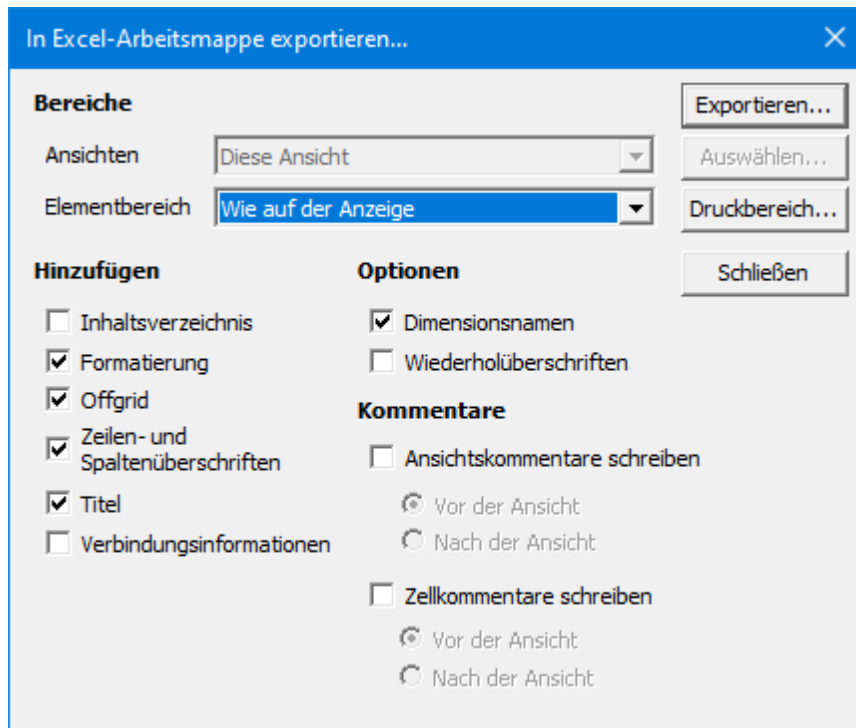 In Excel-Arbeitsmappe exportieren...
Bereiche
Exportieren...
Ansichten
Diese Ansicht
Auswählen...
Elementbereich
Wie auf der Anzeige
Druckbereich...
Hinzufügen
Optionen
Schließen
Inhaltsverzeichnis
Formatierung
Offgrid
Zeilen- und
Spaltenüberschriften
Titel
Verbindungsinformationen
Dimensionsnamen
Wiederholüberschriften
Kommentare
Ansichtskommentare schreiben
Vor der Ansicht
Nach der Ansicht
Zellkommentare schreiben
Vor der Ansicht
Nach der Ansicht